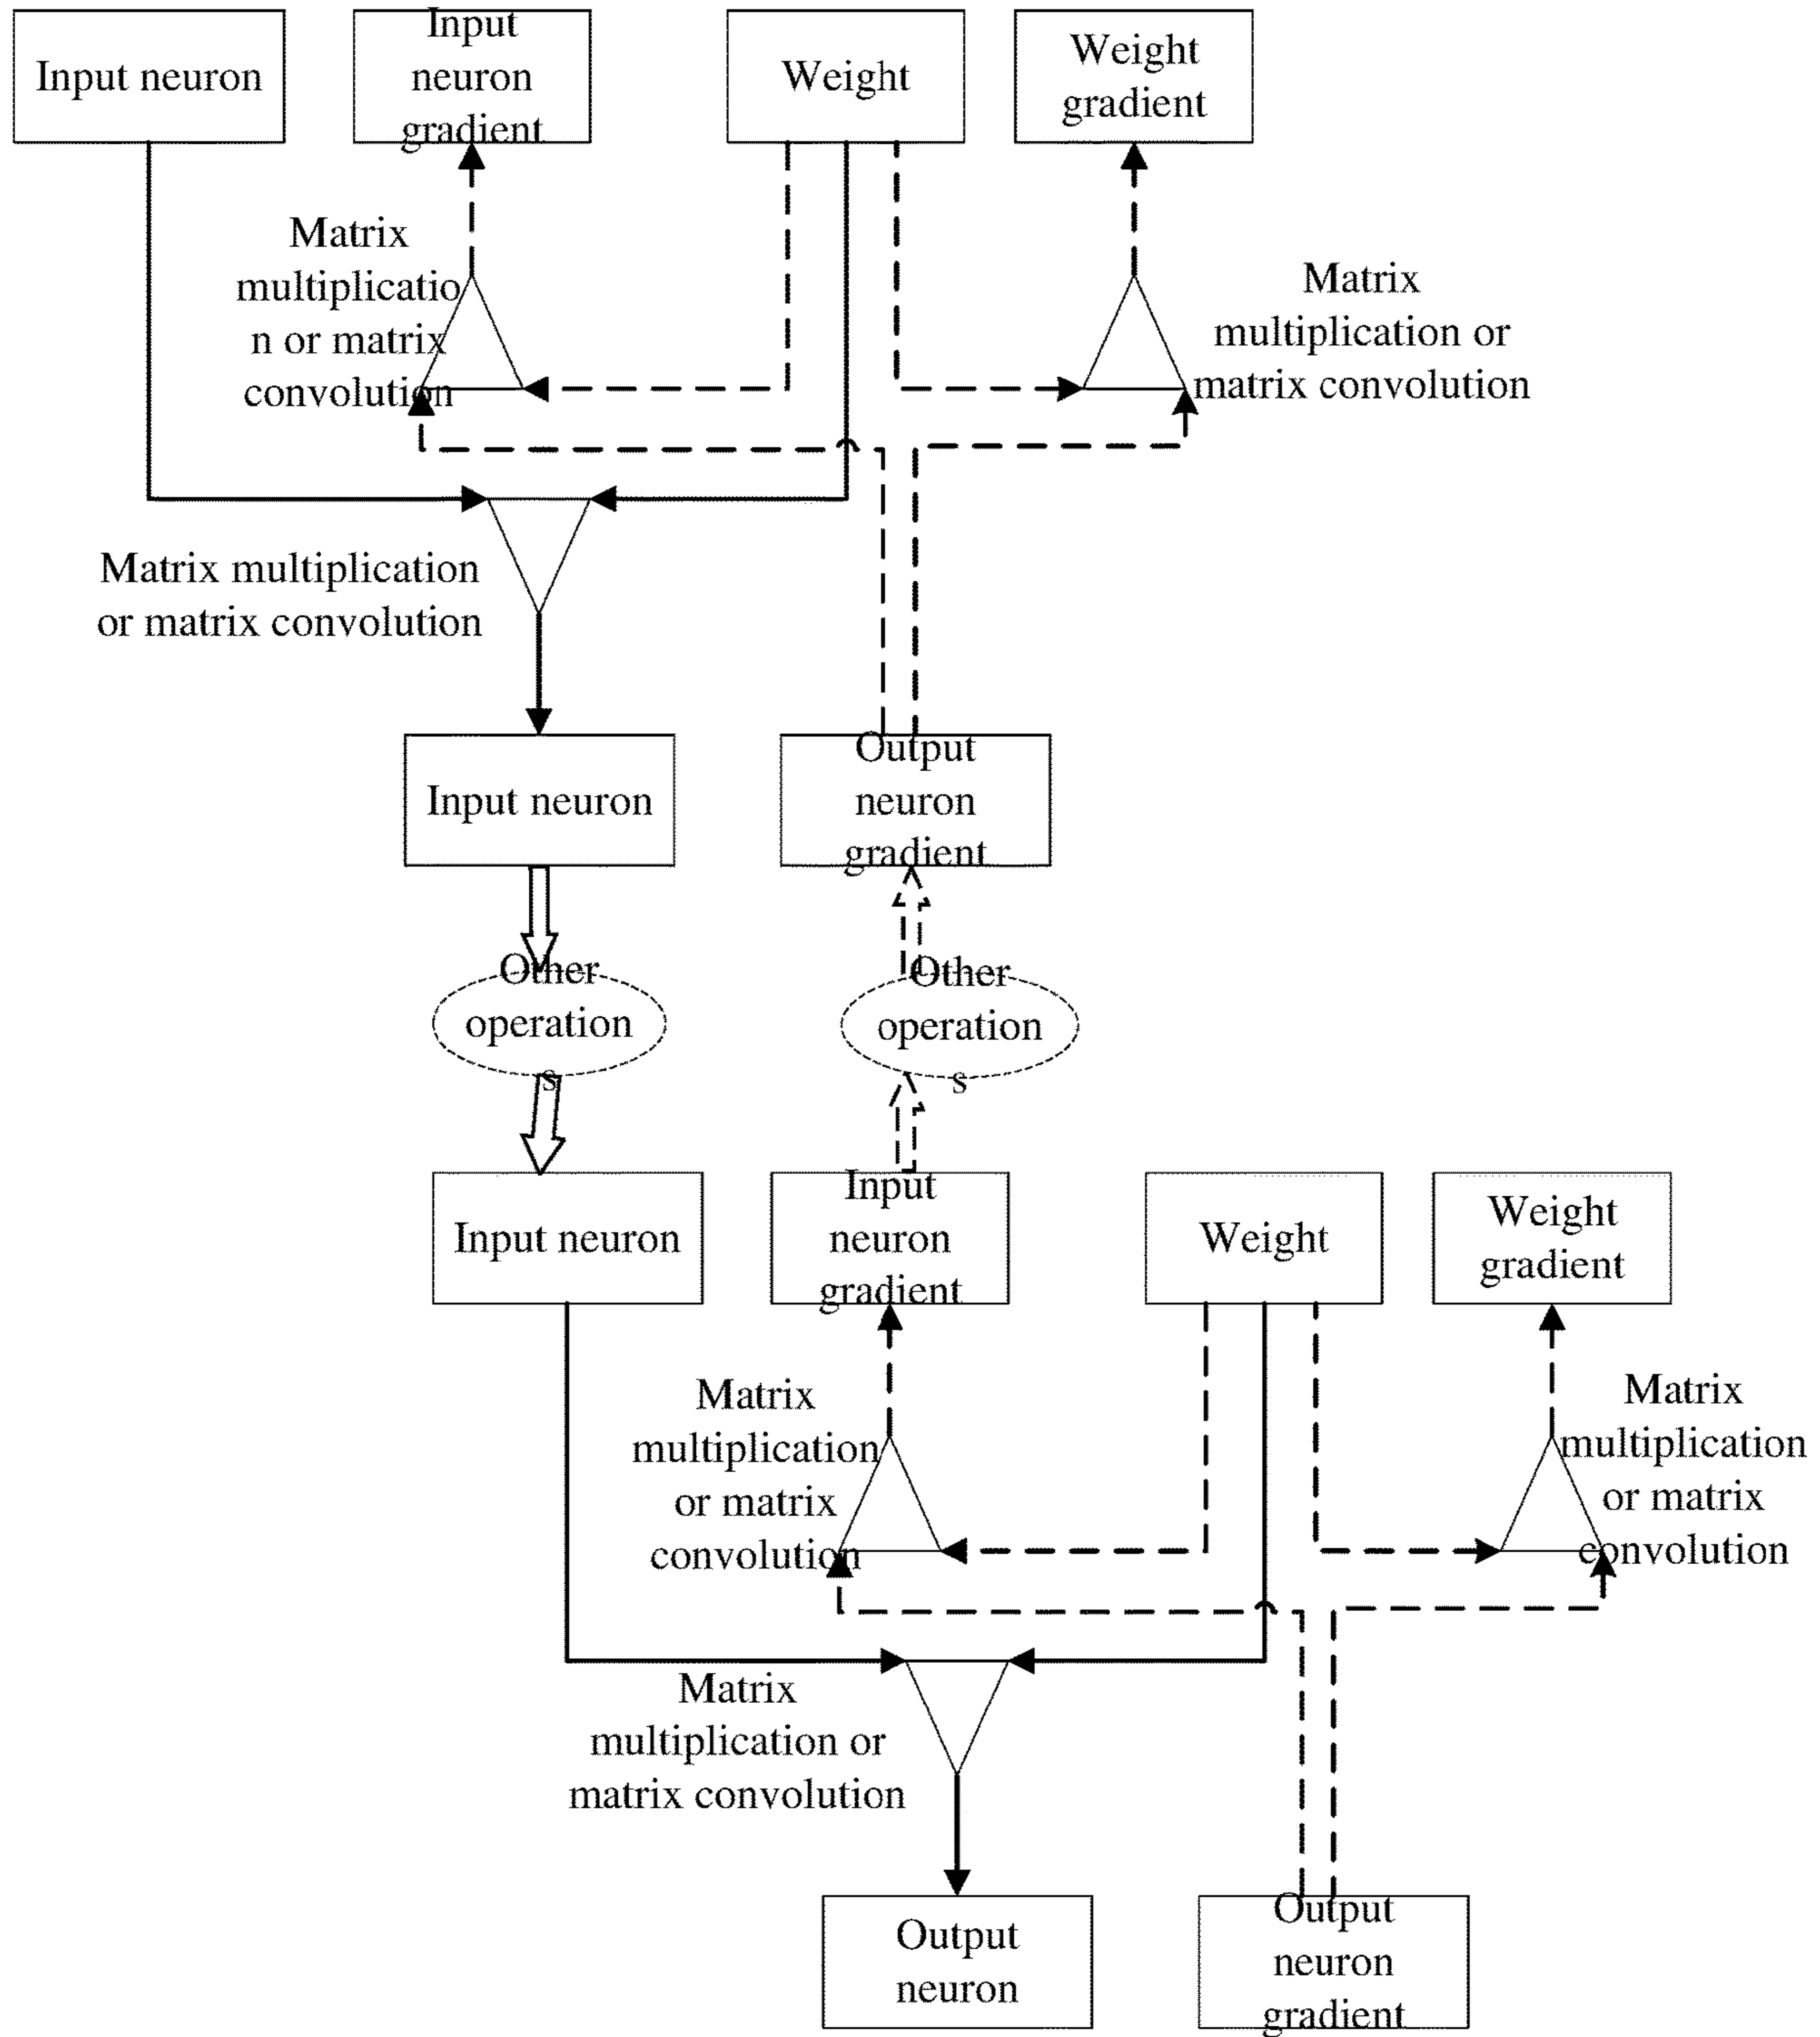 Input neuron
Input
neuron
gradient
Weight
Weight
gradient
Matrix
multiplicatio
n or matrix
convolution
Matrix
multiplication or
matrix convolution
Matrix multiplication
or matrix convolution
Input neuron
Output
neuron
gradient
Other
operation
s
Other
operation
s
Input neuron
Input
neuron
gradient
Weight
Weight
gradient
Matrix
multiplication
or matrix
convolution
Matrix
multiplication
or matrix
convolution
Matrix
multiplication or
matrix convolution
Output
neuron
Output
neuron
gradient